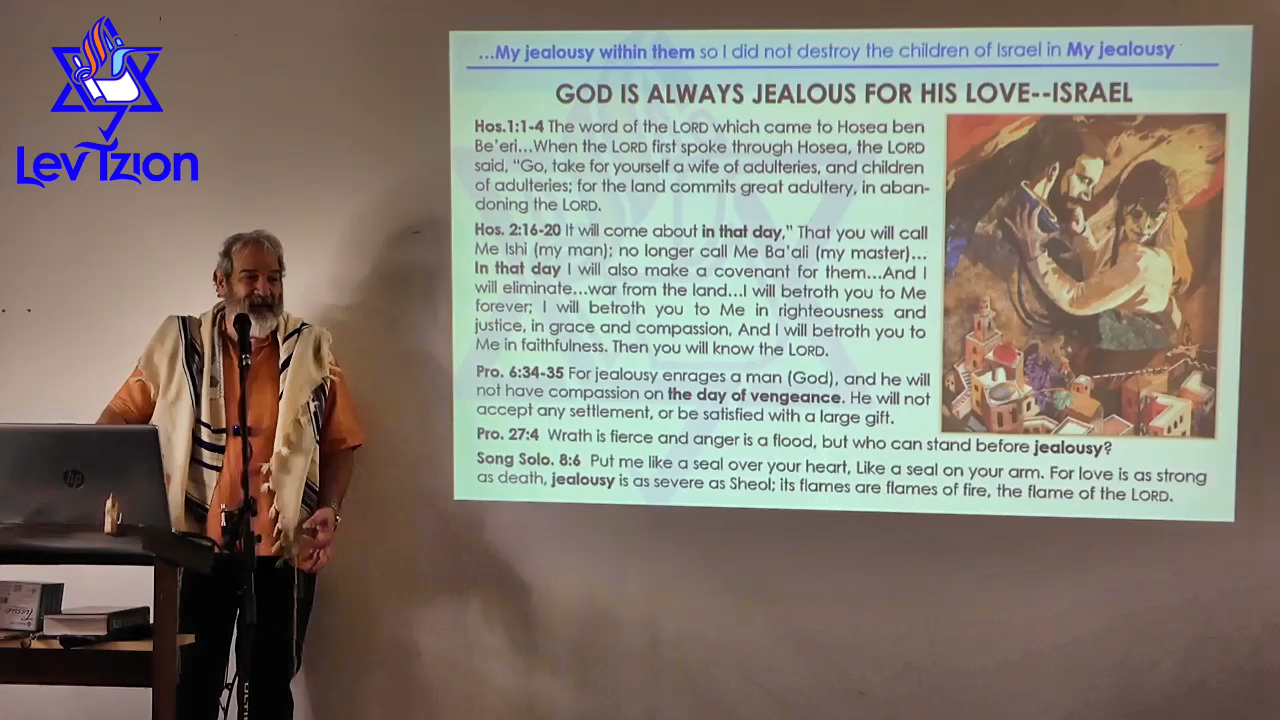 Lev Tzion
...My jealousy within them so I did not destroy the children of Israel in My jealousy
GOD IS ALWAYS JEALOUS FOR HIS LOVE--ISRAEL
Hos.1:1-4 The word of the LORD which came to Hosea ben
Be'eri...When the LORD first spoke through Hosea, the LORD
said, "Go, take for yourself a wife of adulteries, and children
of adulteries; for the land commits great adultery, in aban-
doning the LORD.
Hos. 2:16-20 It will come about in that day," That you will call
Me Ishi (my man); no longer call Me Ba'ali (my master)...
In that day I will also make a covenant for them...And I
will eliminate...war from the land...I will betroth you to Me
forever; I will betroth you to Me in righteousness and
justice, in grace and compassion, And I will betroth you to
Me in faithfulness. Then you will know the LORD.
Pro. 6:34-35 For jealousy enrages a man (God), and he will
not have compassion on the day of vengeance. He will not
accept any settlement, or be satisfied with a large gift.
Pro. 27:4 Wrath is fierce and anger is a flood, but who can stand before jealousy?
Song Solo. 8:6 Put me like a seal over your heart, Like a seal on your arm. For love is as strong
as death, jealousy is as severe as Sheol; its flames are flames of fire, the flame of the LORD.
hp
Tissue